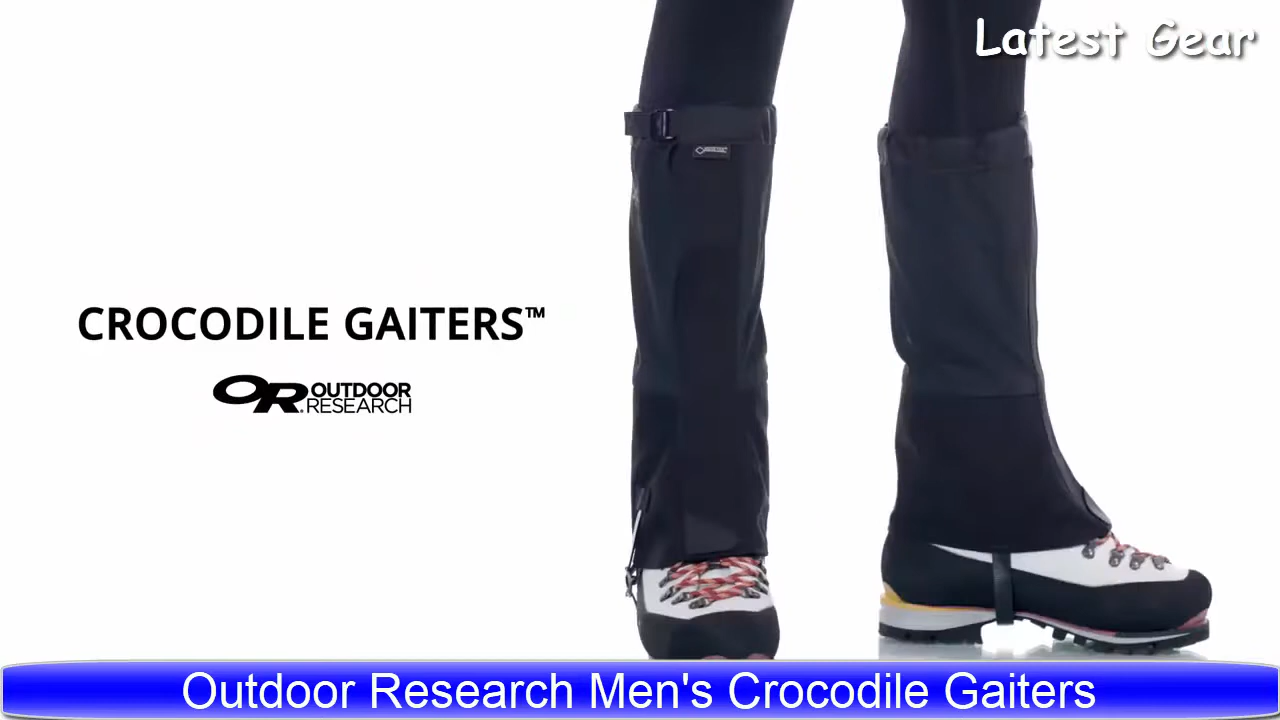 Latest Gear
CROCODILE GAITERS™
OR® OUTDOOR
RESEARCH
Outdoor Research Men's Crocodile Gaiters